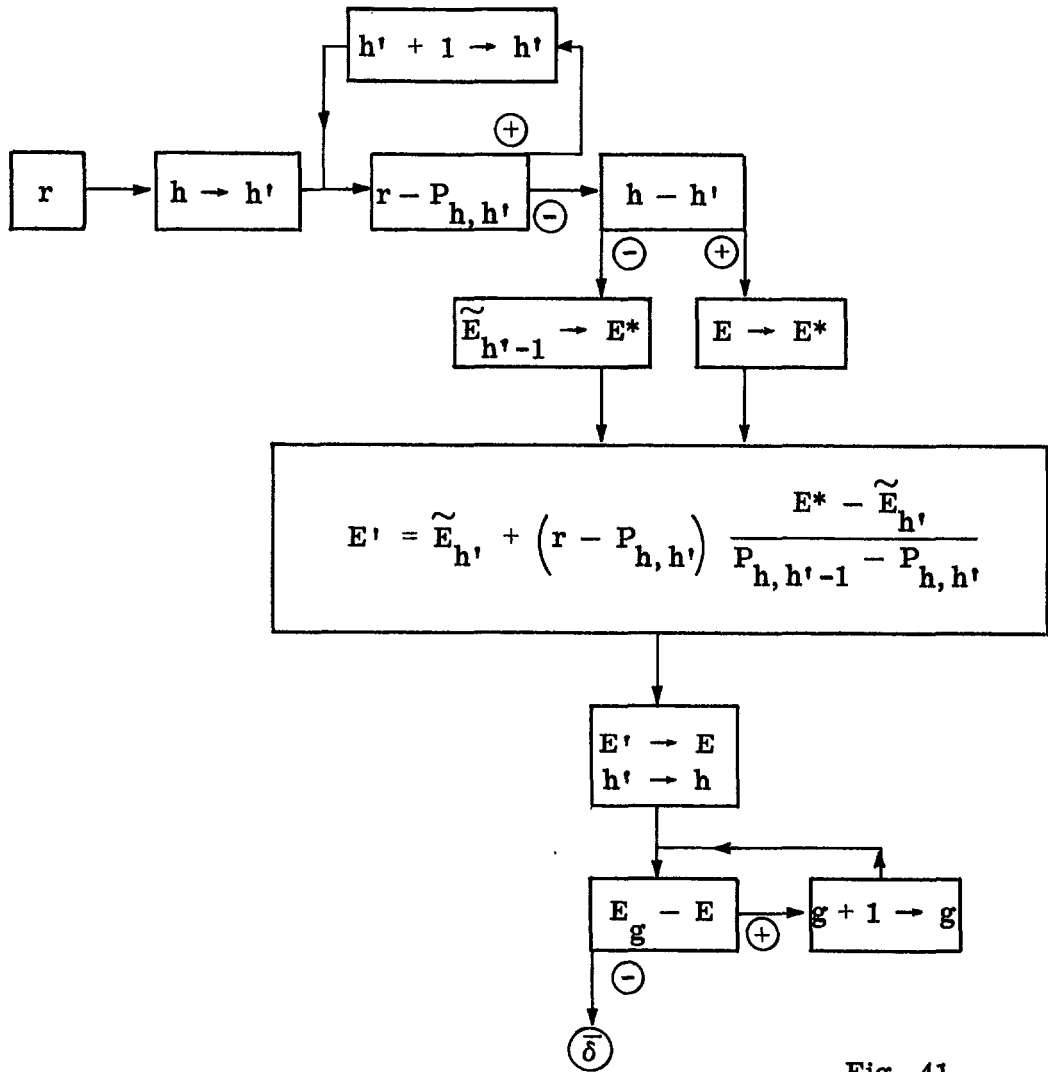 h' + 1 → h'
r
h → h'
r − P_{h, h'}
+
−
h − h'
−
+
Ẽ_{h'−1} → E*
E → E*
E' = Ẽ_{h'} + (r − P_{h, h'}) (E* − Ẽ_{h'}) / (P_{h, h'−1} − P_{h, h'})
E' → E
h' → h
E_g − E
+
g + 1 → g
−
δ̄
Fig. 41